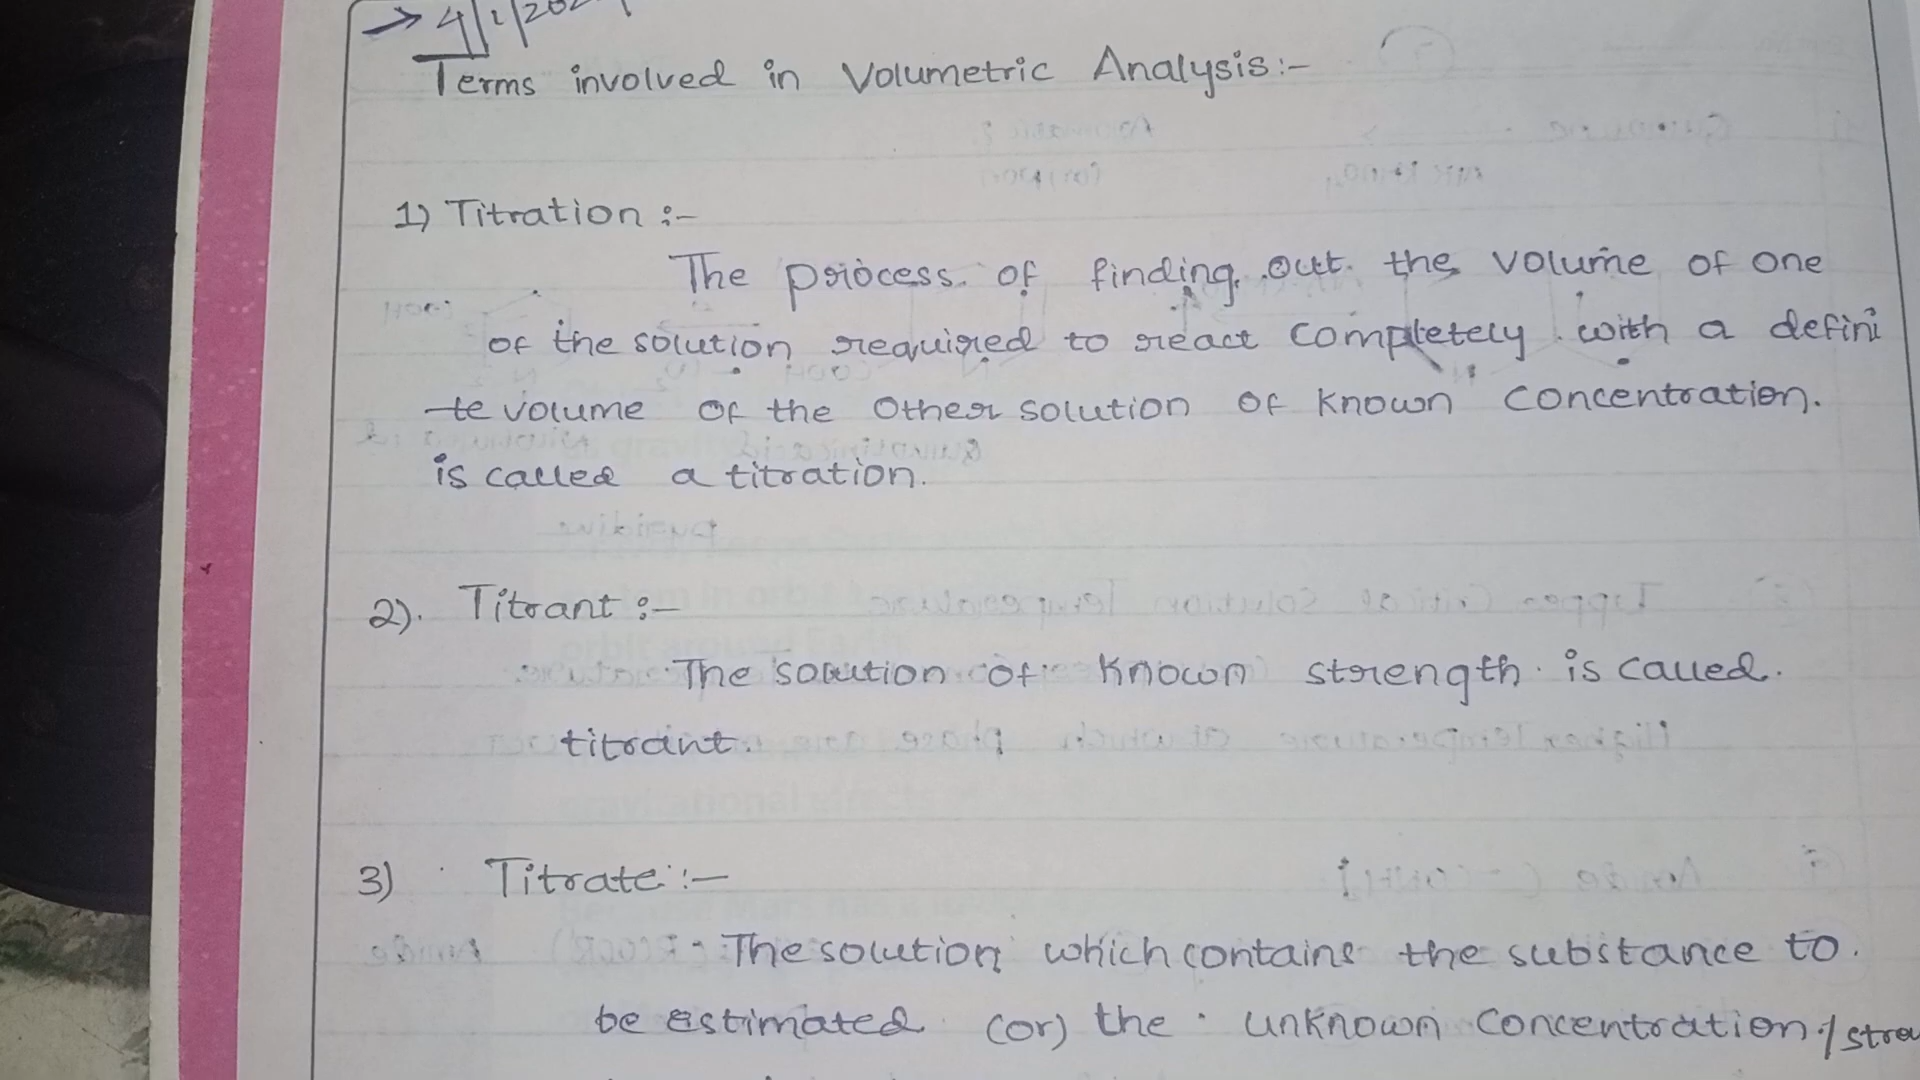 → 4/1/202
Terms involved in Volumetric Analysis:-
1) Titration :-
The process of finding out the volume of one
of the solution required to react completely with a defini
-te volume of the other solution of known concentration.
is called a titration.
2). Titrant :-
The solution of known strength is called.
titrant.
3) Titrate :-
The solution which contains the substance to.
be estimated (or) the unknown concentration /